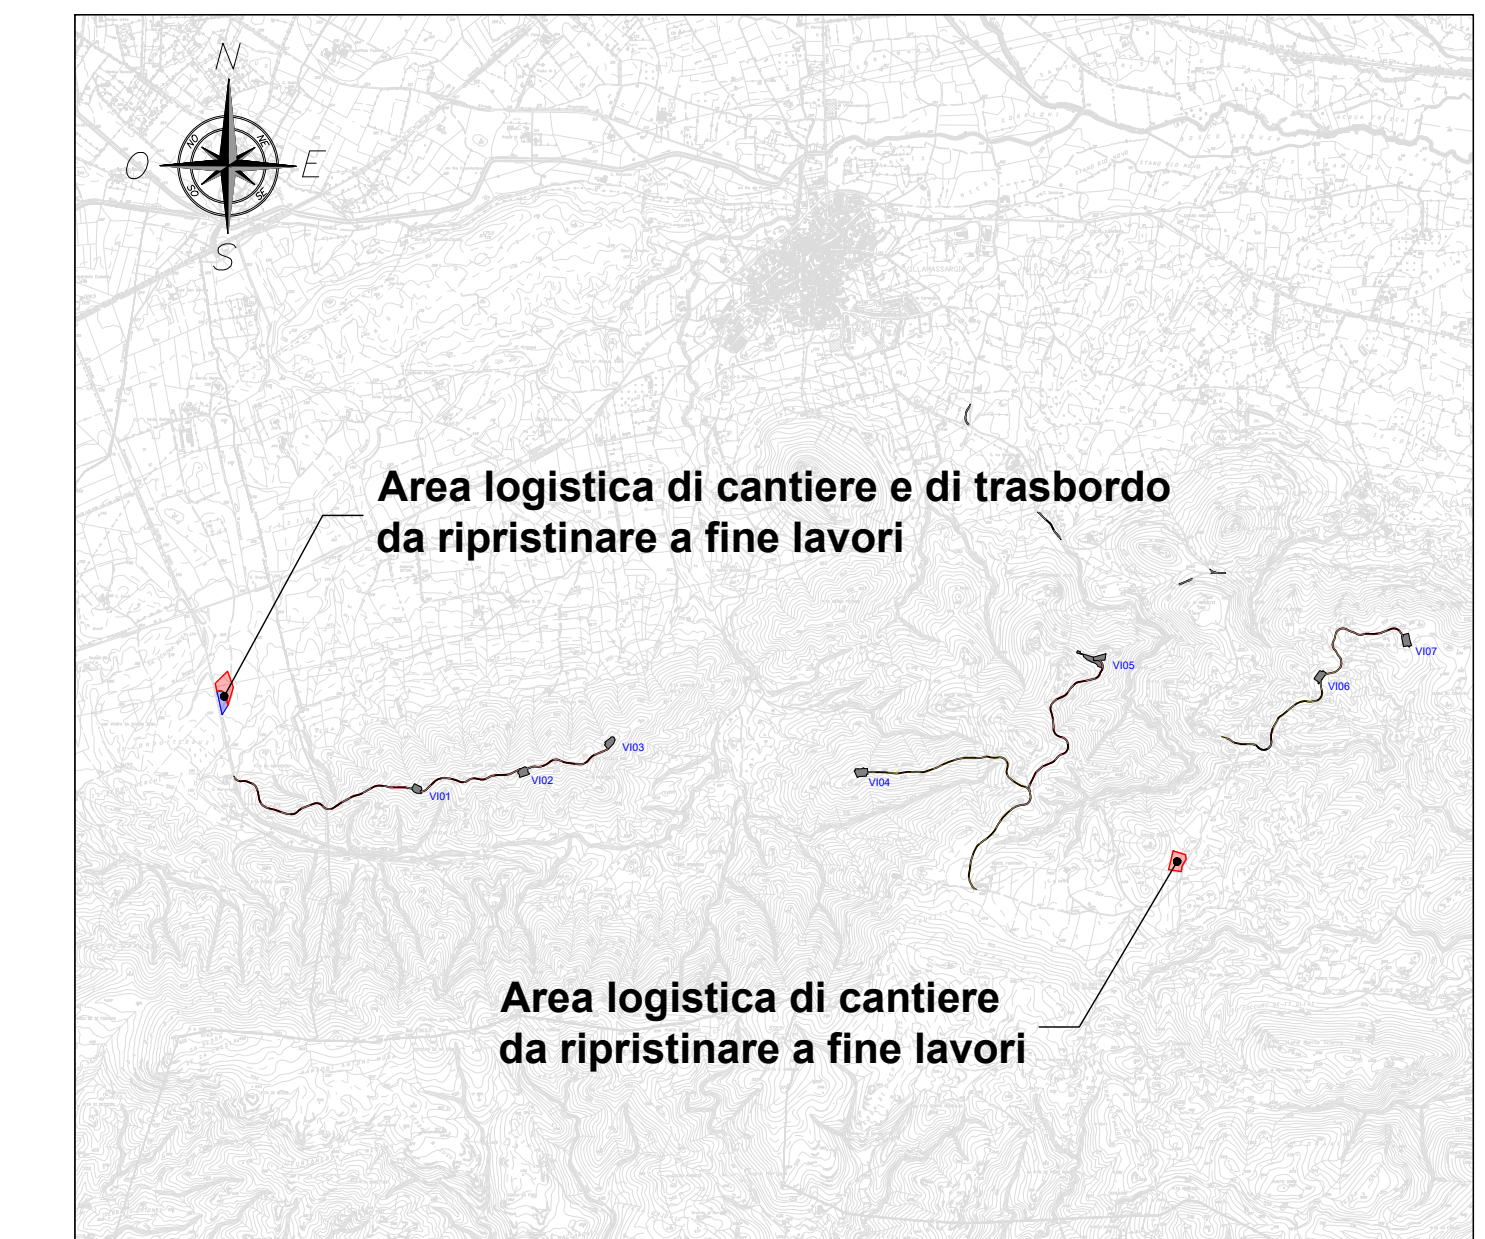 N
NO
NE
O
E
SO
SE
S
Area logistica di cantiere e di trasbordo
da ripristinare a fine lavori
VI07
VI05
VI06
VI03
VI02
VI04
VI01
Area logistica di cantiere
da ripristinare a fine lavori